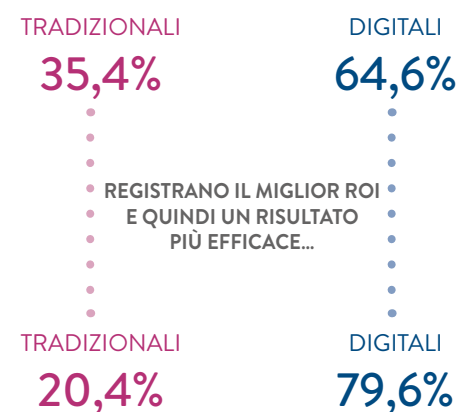 TRADIZIONALI DIGITALI
35,4% 64,6%
REGISTRANO IL MIGLIOR ROI
E QUINDI UN RISULTATO
PIÙ EFFICACE...
TRADIZIONALI DIGITALI
20,4% 79,6%